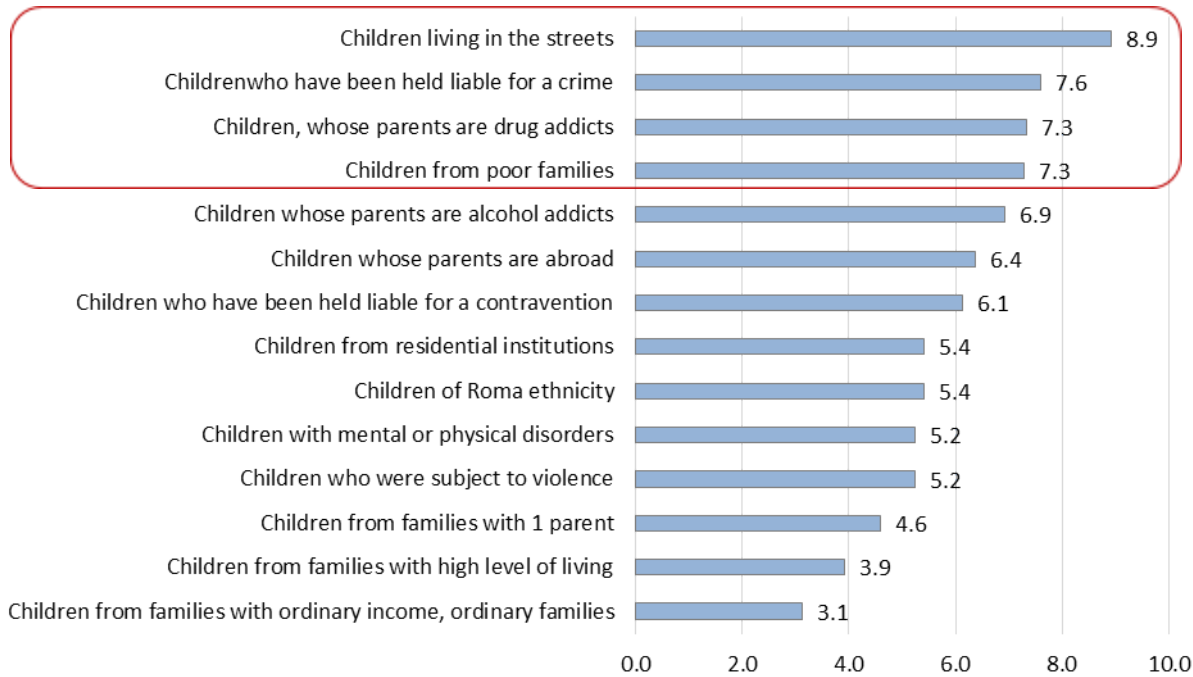 Children living in the streets 8.9
Childrenwho have been held liable for a crime 7.6
Children, whose parents are drug addicts 7.3
Children from poor families 7.3
Children whose parents are alcohol addicts 6.9
Children whose parents are abroad 6.4
Children who have been held liable for a contravention 6.1
Children from residential institutions 5.4
Children of Roma ethnicity 5.4
Children with mental or physical disorders 5.2
Children who were subject to violence 5.2
Children from families with 1 parent 4.6
Children from families with high level of living 3.9
Children from families with ordinary income, ordinary families 3.1
0.0 2.0 4.0 6.0 8.0 10.0